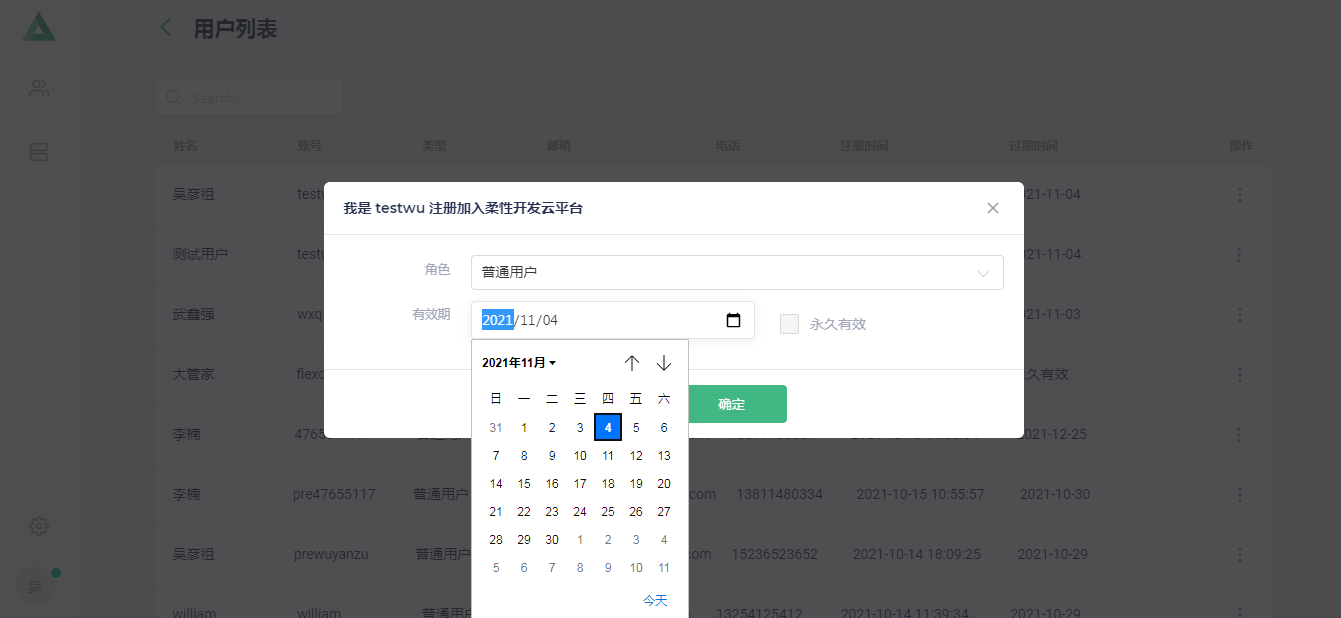 用户列表
Search...
姓名 账号 类型 邮箱 电话 注册时间 过期时间 操作
吴彦祖 testw 21-11-04
我是 testwu 注册加入柔性开发云平台
测试用户 21-11-04
角色 普通用户
武鑫强 wxq 21-11-03
有效期 2021/11/04 永久有效
大管家 久有效
2021年11月
日 一 二 三 四 五 六
31 1 2 3 4 5 6
7 8 9 10 11 12 13
14 15 16 17 18 19 20
21 22 23 24 25 26 27
28 29 30 1 2 3 4
5 6 7 8 9 10 11
今天
确定
李楠 4765 021-12-25
李楠 pre47655117 普通用户 .com 13811480334 2021-10-15 10:55:57 2021-10-30
吴彦祖 prewuyanzu 普通用户 com 15236523652 2021-10-14 18:09:25 2021-10-29
吴
william william 普通用户 13254125412 2021-10-14 11:39:34 2021-10-29